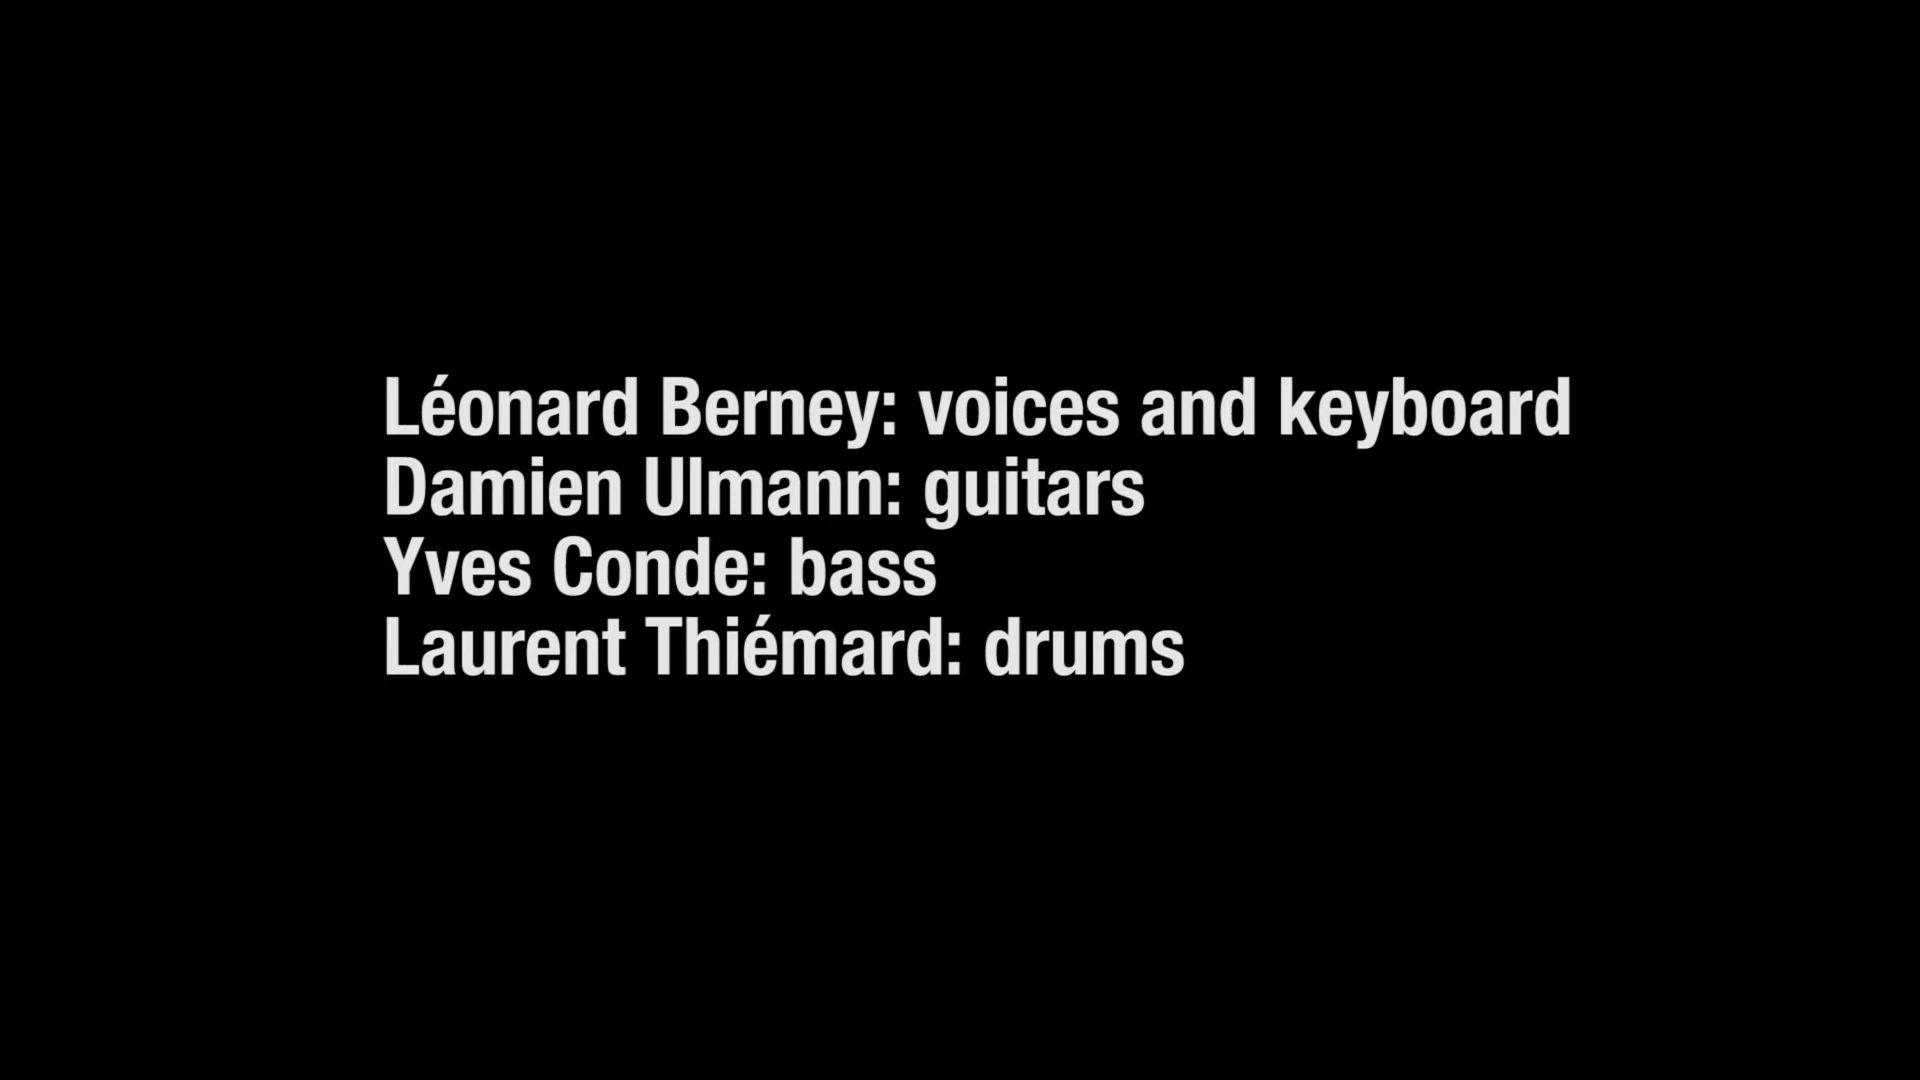 Léonard Berney: voices and keyboard
Damien Ulmann: guitars
Yves Conde: bass
Laurent Thiémard: drums